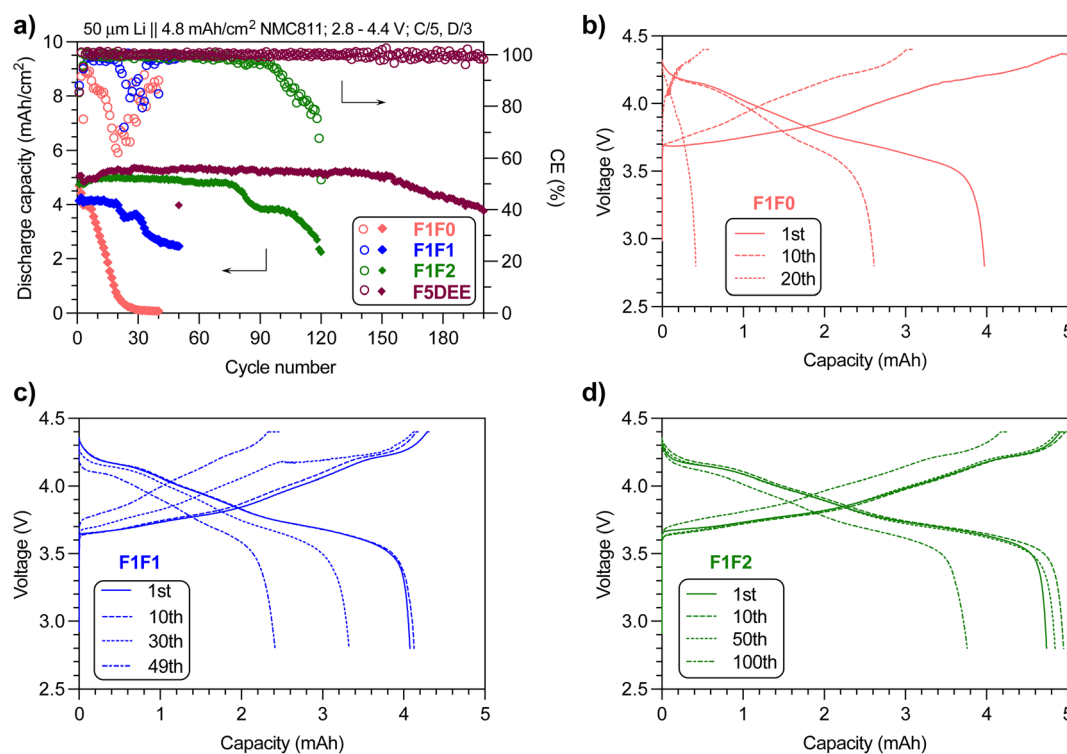 a)
50 μm Li || 4.8 mAh/cm² NMC811; 2.8 - 4.4 V; C/5, D/3
10
9
8
7
6
5
4
3
2
1
0
Discharge capacity (mAh/cm²)
100
80
60
40
20
0
CE (%)
F1F0
F1F1
F1F2
F5DEE
0 30 60 90 120 150 180
Cycle number
b)
4.5
4.0
3.5
3.0
2.5
Voltage (V)
F1F0
1st
10th
20th
0 1 2 3 4 5
Capacity (mAh)
c)
4.5
4.0
3.5
3.0
2.5
Voltage (V)
F1F1
1st
10th
30th
49th
0 1 2 3 4 5
Capacity (mAh)
d)
4.5
4.0
3.5
3.0
2.5
Voltage (V)
F1F2
1st
10th
50th
100th
0 1 2 3 4 5
Capacity (mAh)